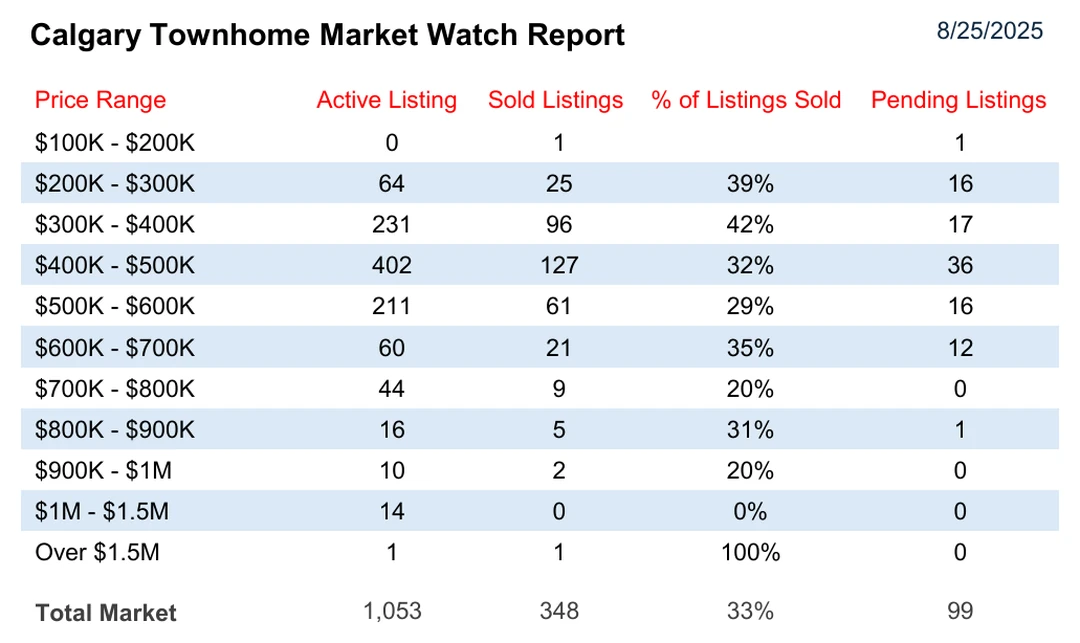 Calgary Townhome Market Watch Report 8/25/2025
Price Range Active Listing Sold Listings % of Listings Sold Pending Listings
$100K - $200K 0 1 1
$200K - $300K 64 25 39% 16
$300K - $400K 231 96 42% 17
$400K - $500K 402 127 32% 36
$500K - $600K 211 61 29% 16
$600K - $700K 60 21 35% 12
$700K - $800K 44 9 20% 0
$800K - $900K 16 5 31% 1
$900K - $1M 10 2 20% 0
$1M - $1.5M 14 0 0% 0
Over $1.5M 1 1 100% 0
Total Market 1,053 348 33% 99